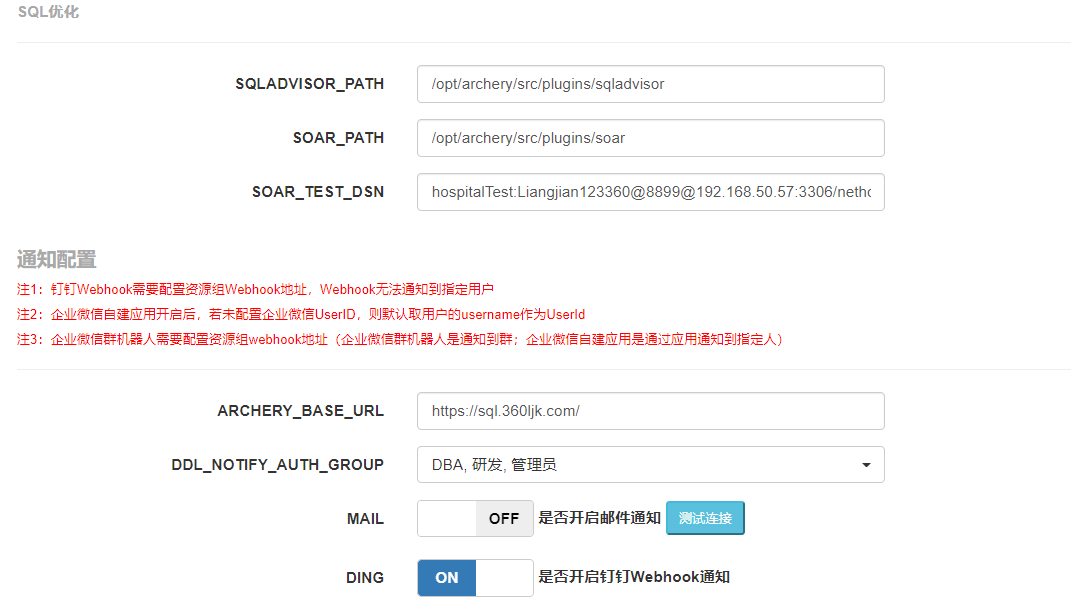 SQL优化
SQLADVISOR_PATH /opt/archery/src/plugins/sqladvisor
SOAR_PATH /opt/archery/src/plugins/soar
SOAR_TEST_DSN hospitalTest:Liangjian123360@8899@192.168.50.57:3306/nethc
通知配置
注1：钉钉Webhook需要配置资源组Webhook地址，Webhook无法通知到指定用户
注2：企业微信自建应用开启后，若未配置企业微信UserID，则默认取用户的username作为UserId
注3：企业微信群机器人需要配置资源组webhook地址（企业微信群机器人是通知到群；企业微信自建应用是通过应用通知到指定人）
ARCHERY_BASE_URL https://sql.360ljk.com/
DDL_NOTIFY_AUTH_GROUP DBA, 研发, 管理员
MAIL OFF 是否开启邮件通知 测试连接
DING ON 是否开启钉钉Webhook通知